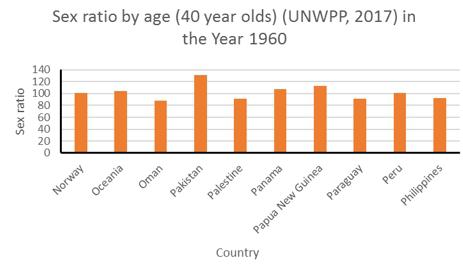 Sex ratio by age (40 year olds) (UNWPP, 2017) in
the Year 1960
140
120
100
80
60
40
20
0
Sex ratio
Norway
Oceania
Oman
Pakistan
Palestine
Panama
Papua New Guinea
Paraguay
Peru
Philippines
Country